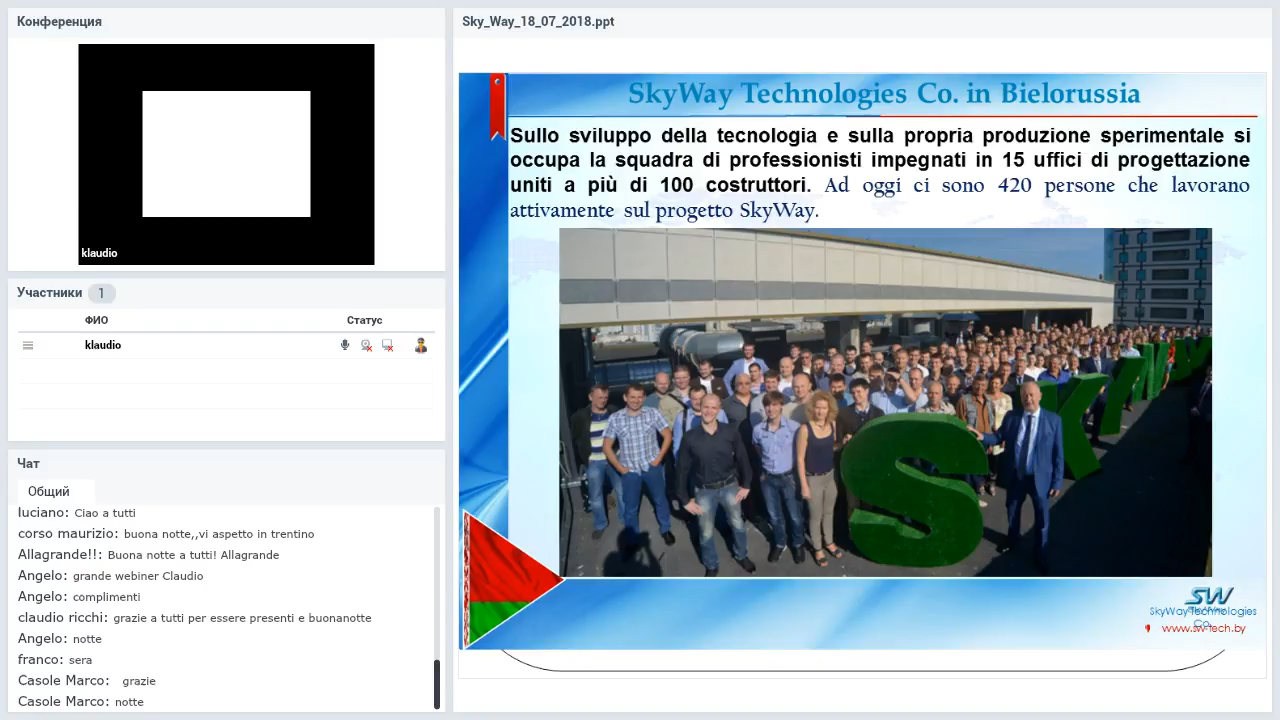 Конференция
klaudio
Участники 1
ФИО Статус
klaudio
Чат
Общий
luciano: Ciao a tutti
corso maurizio: buona notte,,vi aspetto in trentino
Allagrande!!: Buona notte a tutti! Allagrande
Angelo: grande webiner Claudio
Angelo: complimenti
claudio ricchi: grazie a tutti per essere presenti e buonanotte
Angelo: notte
franco: sera
Casole Marco: grazie
Casole Marco: notte
Sky_Way_18_07_2018.ppt
SkyWay Technologies Co. in Bielorussia
Sullo sviluppo della tecnologia e sulla propria produzione sperimentale si
occupa la squadra di professionisti impegnati in 15 uffici di progettazione
uniti a più di 100 costruttori. Ad oggi ci sono 420 persone che lavorano
attivamente sul progetto SkyWay.
SKYWAY
SW
SkyWay Technologies
Co.
www.sw-tech.by